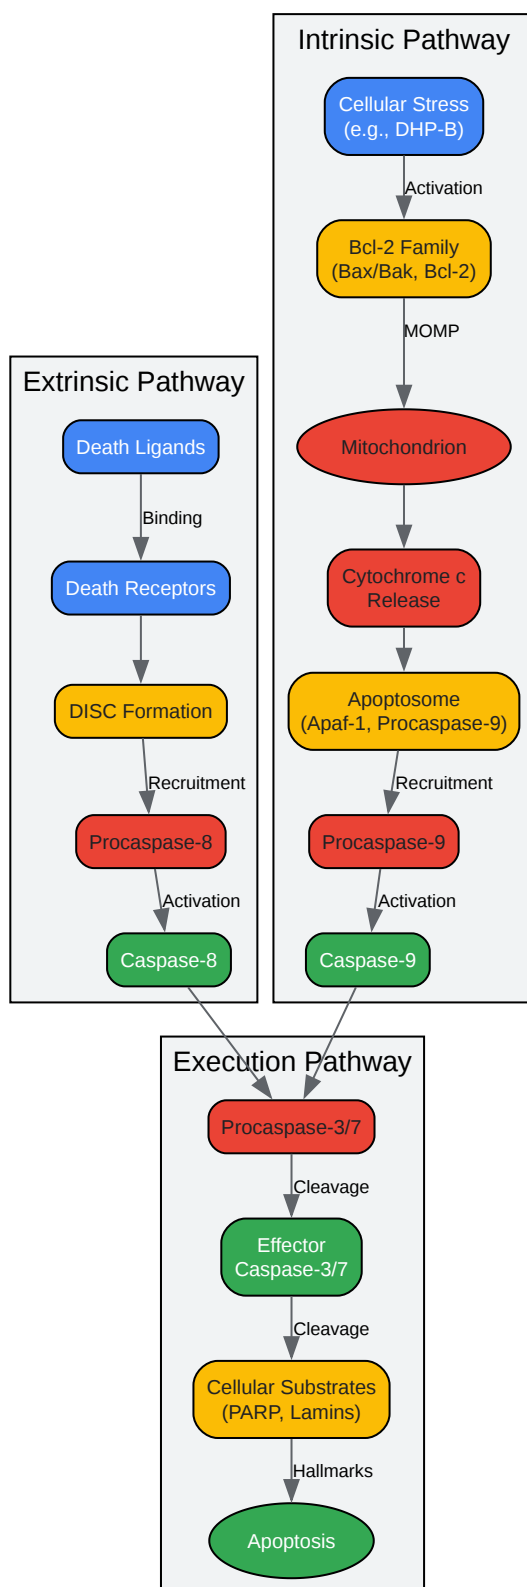 Intrinsic Pathway
Cellular Stress
(e.g., DHP-B)
Activation
Bcl-2 Family
(Bax/Bak, Bcl-2)
MOMP
Mitochondrion
Cytochrome c
Release
Apoptosome
(Apaf-1, Procaspase-9)
Recruitment
Procaspase-9
Activation
Caspase-9
Extrinsic Pathway
Death Ligands
Binding
Death Receptors
DISC Formation
Recruitment
Procaspase-8
Activation
Caspase-8
Execution Pathway
Procaspase-3/7
Cleavage
Effector
Caspase-3/7
Cleavage
Cellular Substrates
(PARP, Lamins)
Hallmarks
Apoptosis